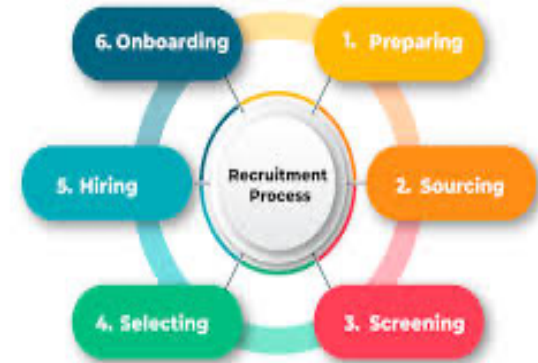 Recruitment
Process
1. Preparing
2. Sourcing
3. Screening
4. Selecting
5. Hiring
6. Onboarding